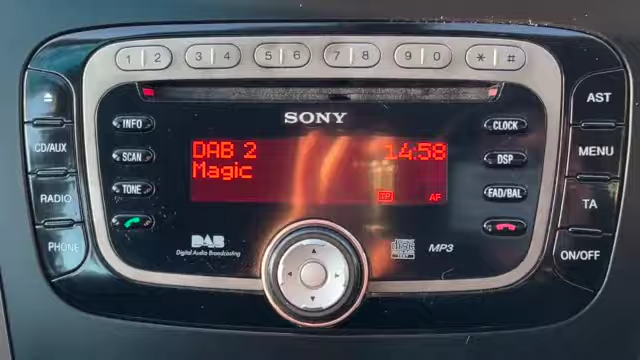 1 2 3 4 5 6 7 8 9 0 * #
SONY
INFO
CLOCK
AST
CD/AUX
SCAN
DAB 2 14:58
Magic
DSP
MENU
RADIO
TONE
TP AF
FAD/BAL
TA
PHONE
DAB
Digital Audio Broadcasting
disc
MP3
ON/OFF